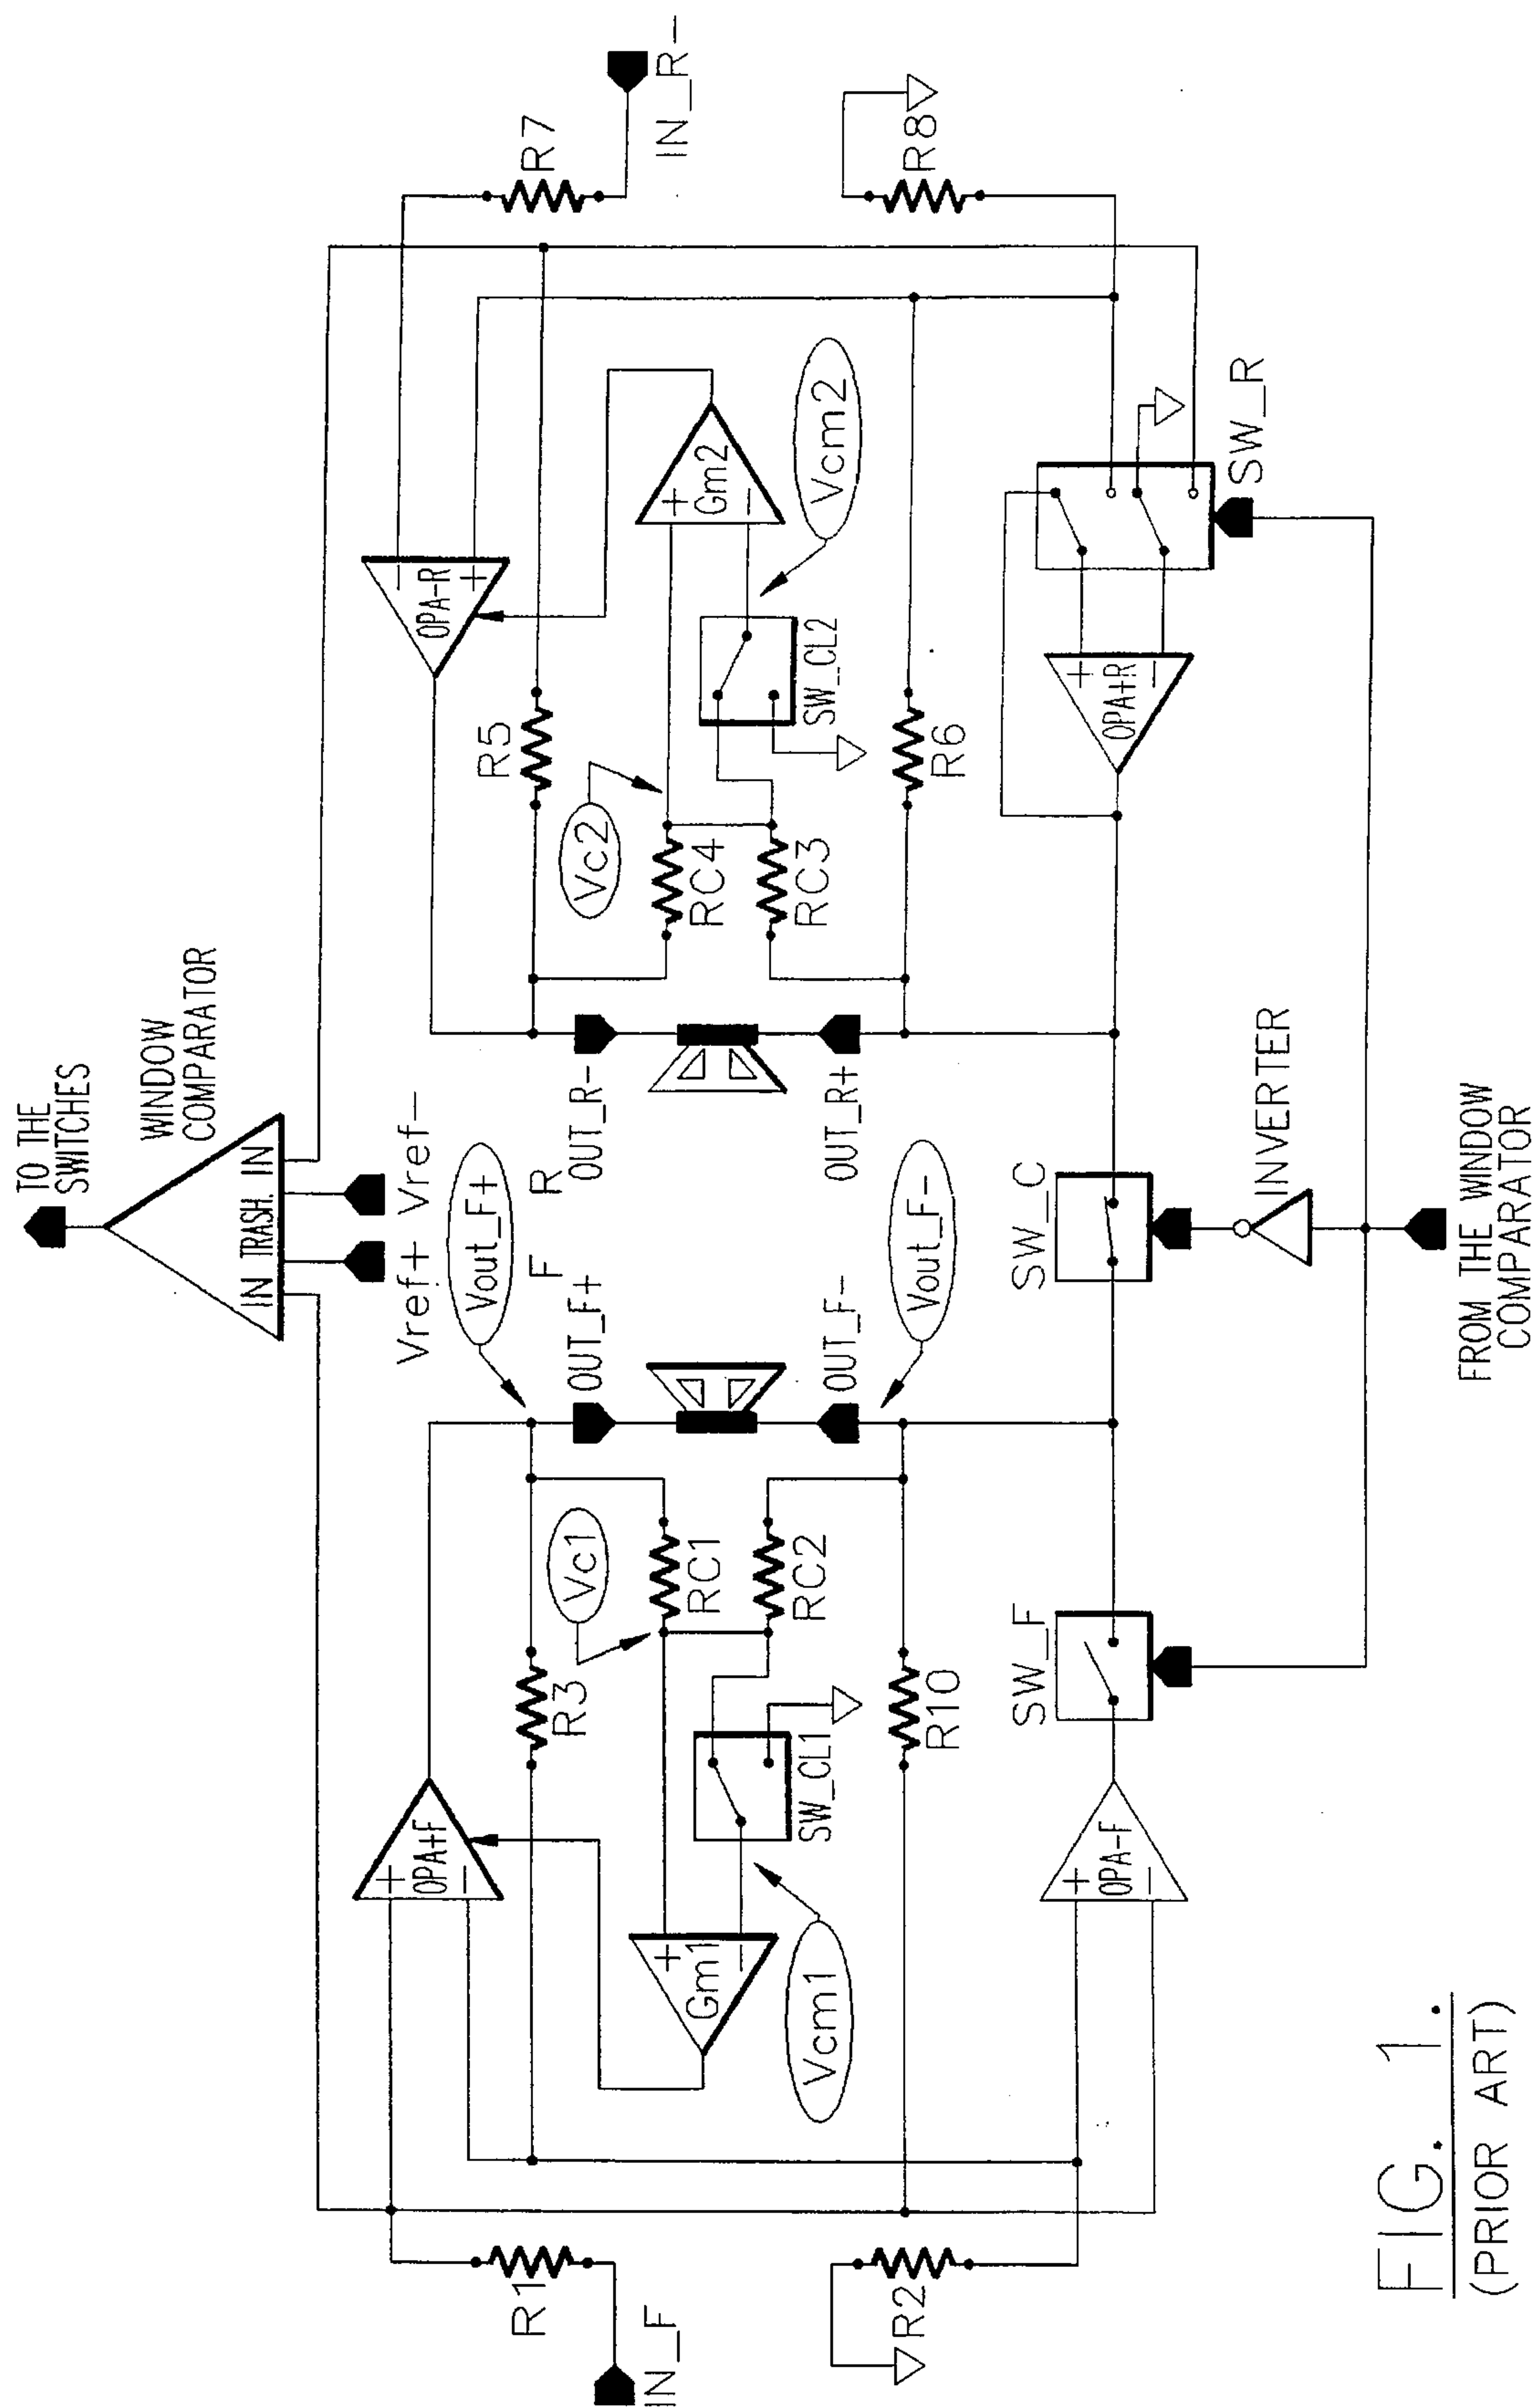 TO THE
SWITCHES
WINDOW
COMPARATOR
IN TRASH. IN
Vref+ Vref-
IN_R-
R7
R8
OPA-R
+
-
R5
Gm2
+
-
Vcm2
Vc2
SW_CL2
RC4
RC3
R6
OPA+R
+
-
SW_R
OUT_R-
OUT_R+
R
F
Vout_F+
OUT_F+
OUT_F-
Vout_F-
SW_C
INVERTER
FROM THE WINDOW
COMPARATOR
OPA+F
+
-
R3
Vc1
RC1
RC2
SW_CL1
Gm1
+
-
Vcm1
R10
SW_F
OPA-F
+
-
R1
IN_F
R2
FIG. 1.
(PRIOR ART)